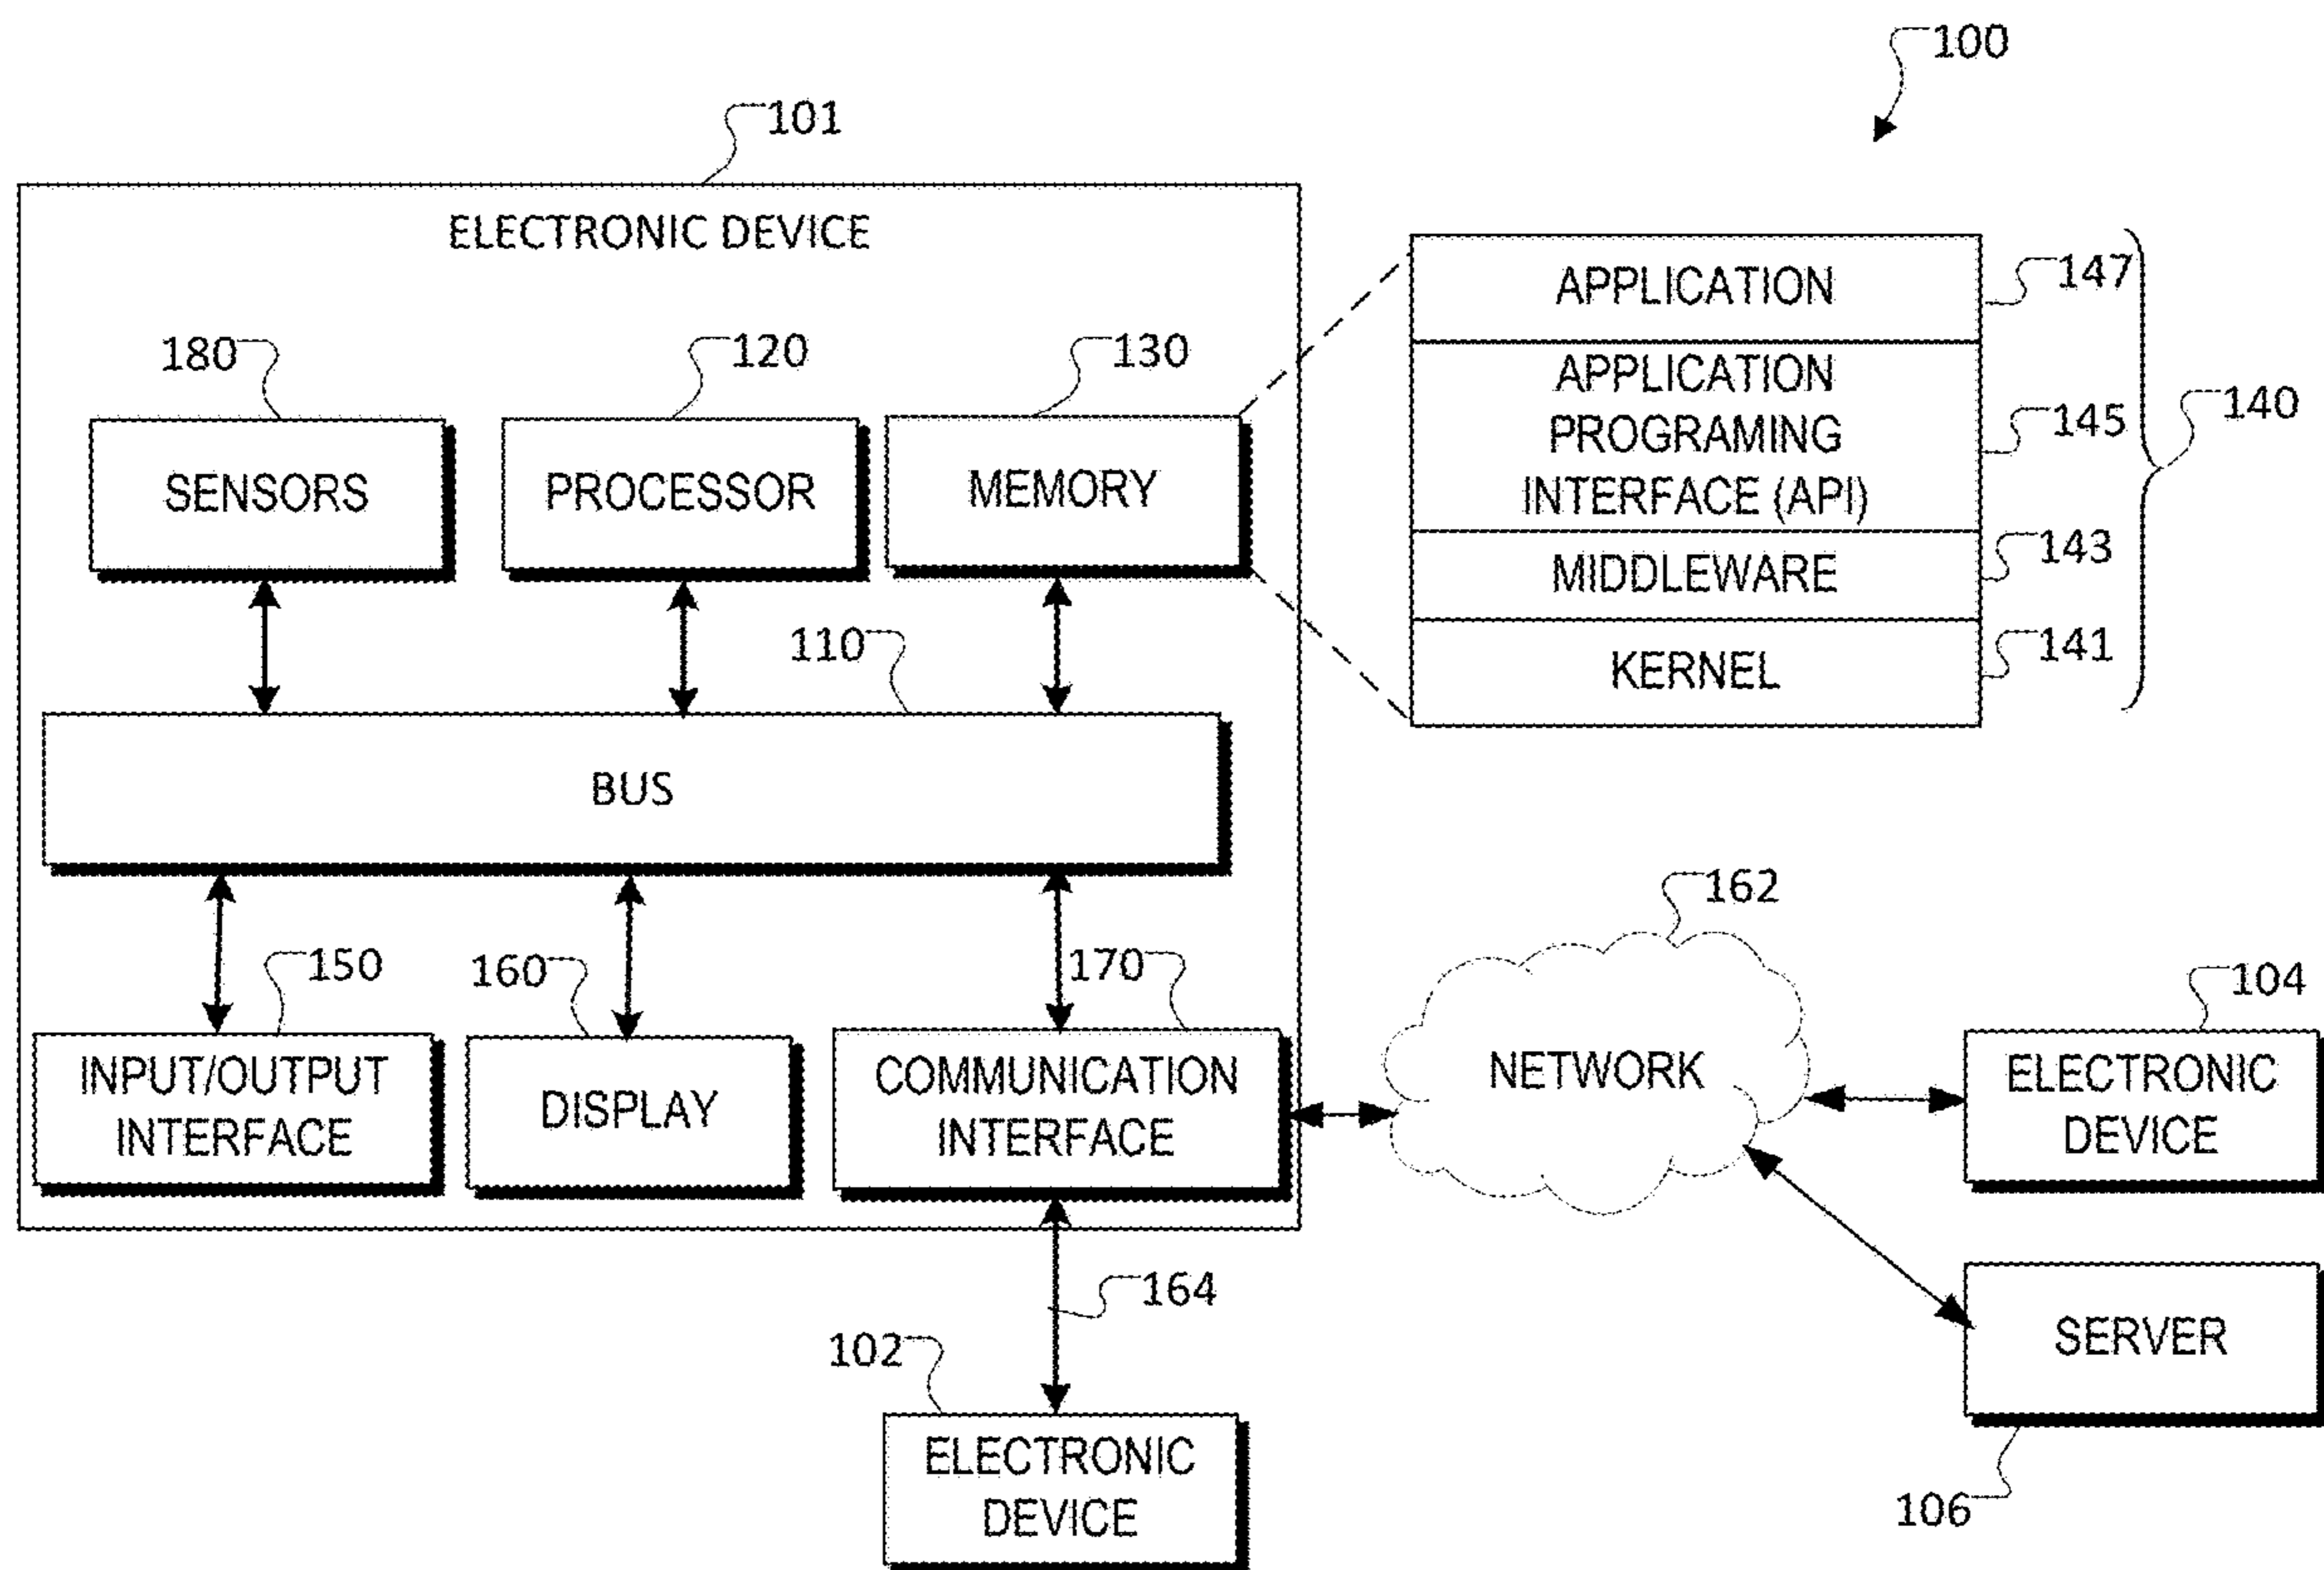 100
101
ELECTRONIC DEVICE
180
120
130
SENSORS
PROCESSOR
MEMORY
110
BUS
150
160
170
INPUT/OUTPUT
INTERFACE
DISPLAY
COMMUNICATION
INTERFACE
APPLICATION
147
APPLICATION
PROGRAMING
INTERFACE (API)
145
MIDDLEWARE
143
KERNEL
141
140
162
NETWORK
104
ELECTRONIC
DEVICE
SERVER
106
164
102
ELECTRONIC
DEVICE